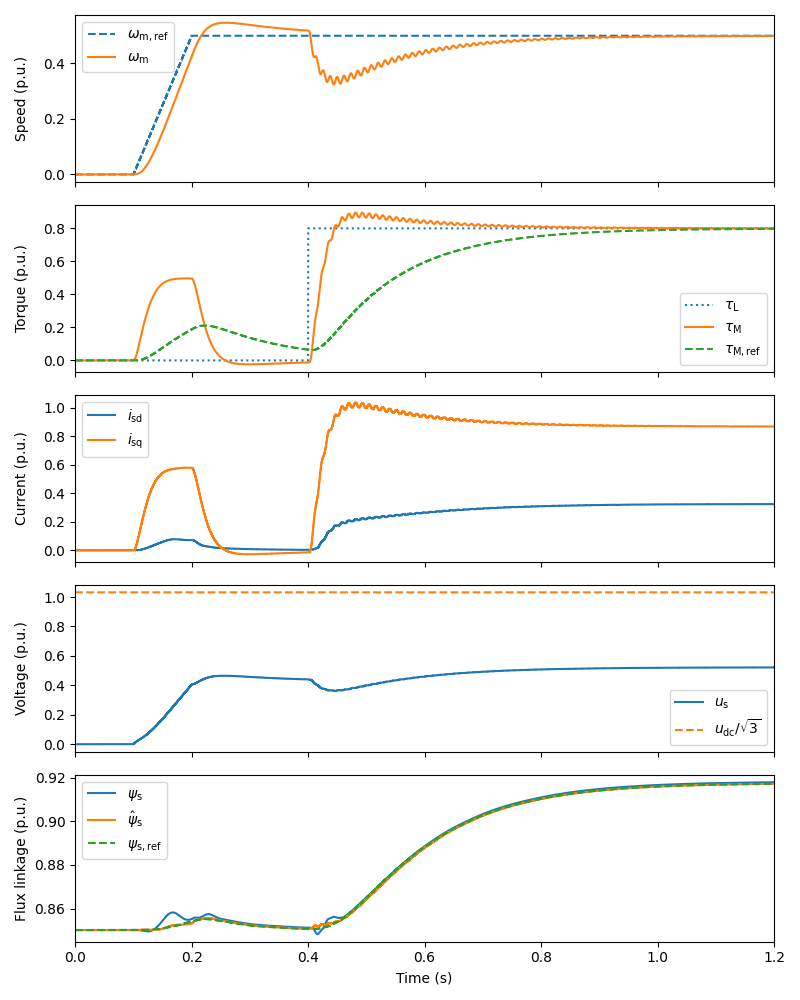 ω_m,ref
ω_m
Speed (p.u.)
0.4
0.2
0.0
τ_L
τ_M
τ_M,ref
Torque (p.u.)
0.8
0.6
0.4
0.2
0.0
i_sd
i_sq
Current (p.u.)
1.0
0.8
0.6
0.4
0.2
0.0
u_s
u_dc/√3
Voltage (p.u.)
1.0
0.8
0.6
0.4
0.2
0.0
ψ_s
ψ̂_s
ψ_s,ref
Flux linkage (p.u.)
0.92
0.90
0.88
0.86
0.0 0.2 0.4 0.6 0.8 1.0 1.2
Time (s)